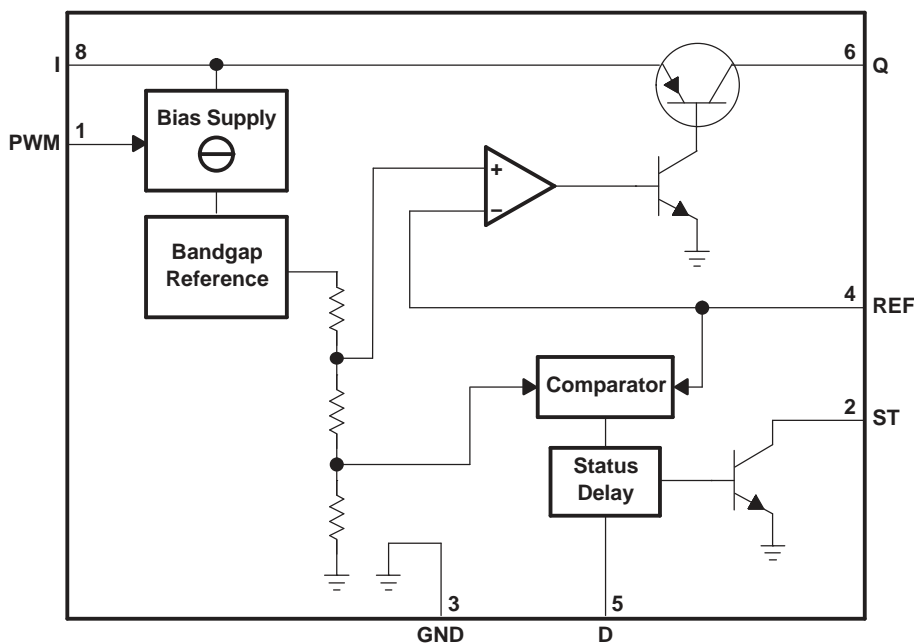 I
8
6
Q
Bias Supply
PWM
1
+
−
Bandgap
Reference
4
REF
Comparator
2
ST
Status
Delay
3
5
GND
D